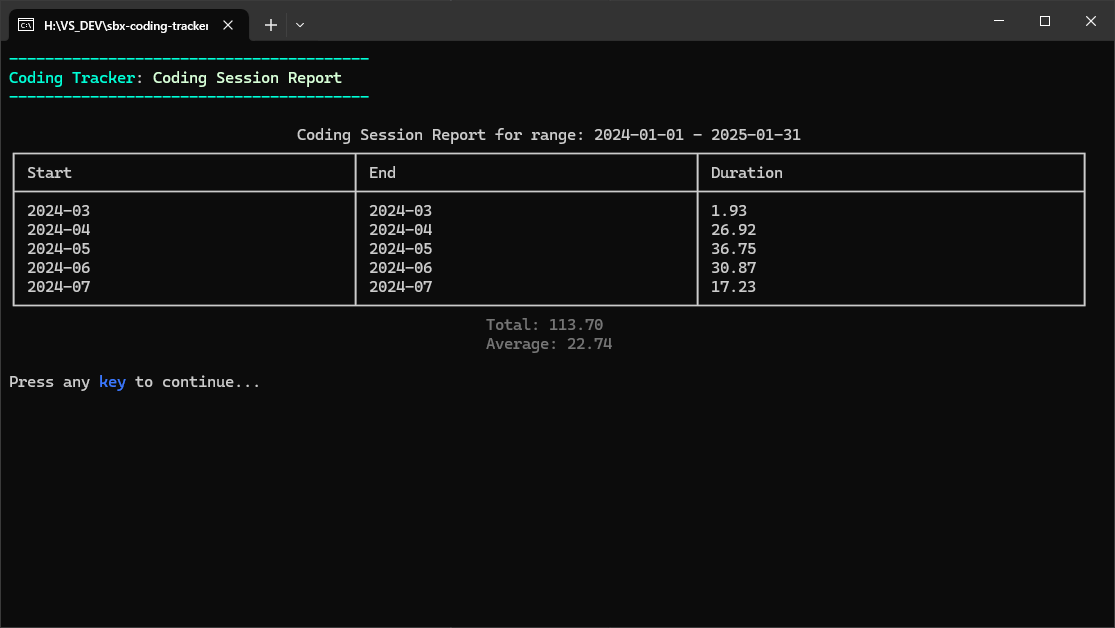 H:\VS_DEV\sbx-coding-tracker
Coding Tracker: Coding Session Report
Coding Session Report for range: 2024-01-01 - 2025-01-31
Start End Duration
2024-03 2024-03 1.93
2024-04 2024-04 26.92
2024-05 2024-05 36.75
2024-06 2024-06 30.87
2024-07 2024-07 17.23
Total: 113.70
Average: 22.74
Press any key to continue...